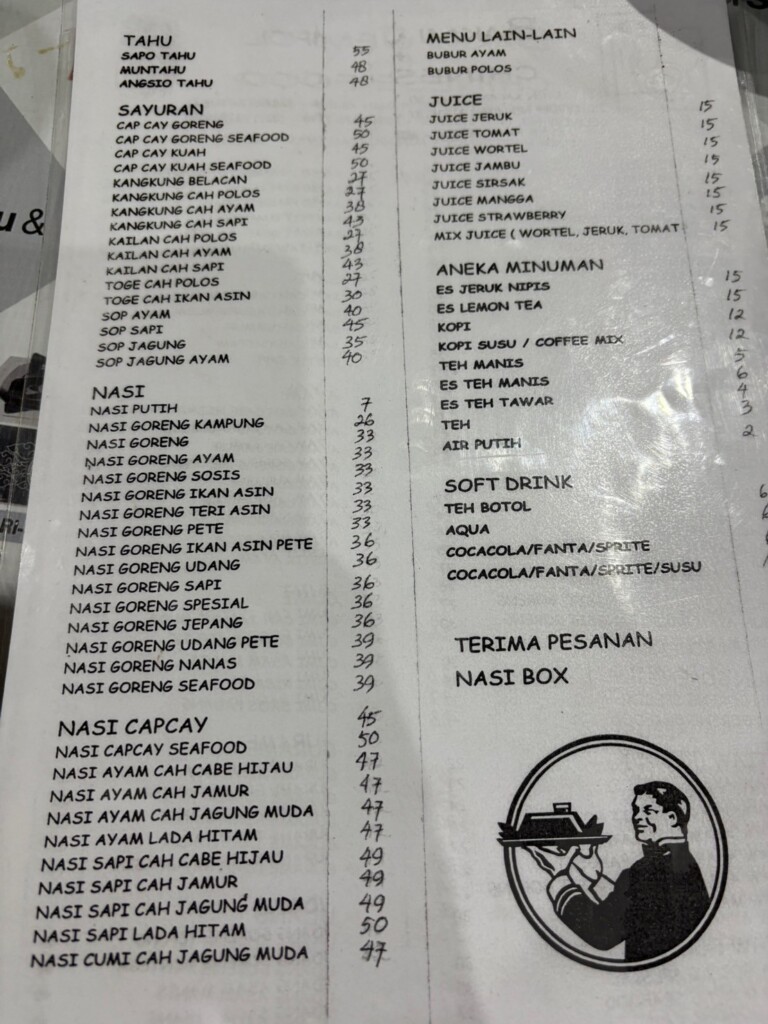 TAHU
SAPO TAHU 55
MUNTAHU 48
ANGSIO TAHU 48
SAYURAN
CAP CAY GORENG 45
CAP CAY GORENG SEAFOOD 50
CAP CAY KUAH 45
CAP CAY KUAH SEAFOOD 50
KANGKUNG BELACAN 27
KANGKUNG CAH POLOS 27
KANGKUNG CAH AYAM 38
KANGKUNG CAH SAPI 43
KAILAN CAH POLOS 27
KAILAN CAH AYAM 38
KAILAN CAH SAPI 43
TOGE CAH POLOS 27
TOGE CAH IKAN ASIN 30
SOP AYAM 40
SOP SAPI 45
SOP JAGUNG 35
SOP JAGUNG AYAM 40
NASI
NASI PUTIH 7
NASI GORENG KAMPUNG 26
NASI GORENG 33
NASI GORENG AYAM 33
NASI GORENG SOSIS 33
NASI GORENG IKAN ASIN 33
NASI GORENG TERI ASIN 33
NASI GORENG PETE 33
NASI GORENG IKAN ASIN PETE 36
NASI GORENG UDANG 36
NASI GORENG SAPI 36
NASI GORENG SPESIAL 36
NASI GORENG JEPANG 36
NASI GORENG UDANG PETE 39
NASI GORENG NANAS 39
NASI GORENG SEAFOOD 39
NASI CAPCAY 45
NASI CAPCAY SEAFOOD 50
NASI AYAM CAH CABE HIJAU 47
NASI AYAM CAH JAMUR 47
NASI AYAM CAH JAGUNG MUDA 47
NASI AYAM LADA HITAM 47
NASI SAPI CAH CABE HIJAU 49
NASI SAPI CAH JAMUR 49
NASI SAPI CAH JAGUNG MUDA 49
NASI SAPI LADA HITAM 50
NASI CUMI CAH JAGUNG MUDA 47
MENU LAIN-LAIN
BUBUR AYAM
BUBUR POLOS
JUICE
JUICE JERUK 15
JUICE TOMAT 15
JUICE WORTEL 15
JUICE JAMBU 15
JUICE SIRSAK 15
JUICE MANGGA 15
JUICE STRAWBERRY 15
MIX JUICE ( WORTEL, JERUK, TOMAT 15
ANEKA MINUMAN
ES JERUK NIPIS 15
ES LEMON TEA 15
KOPI 12
KOPI SUSU / COFFEE MIX 12
TEH MANIS 5
ES TEH MANIS 6
ES TEH TAWAR 4
TEH 3
AIR PUTIH 2
SOFT DRINK
TEH BOTOL
AQUA
COCACOLA/FANTA/SPRITE
COCACOLA/FANTA/SPRITE/SUSU
TERIMA PESANAN
NASI BOX